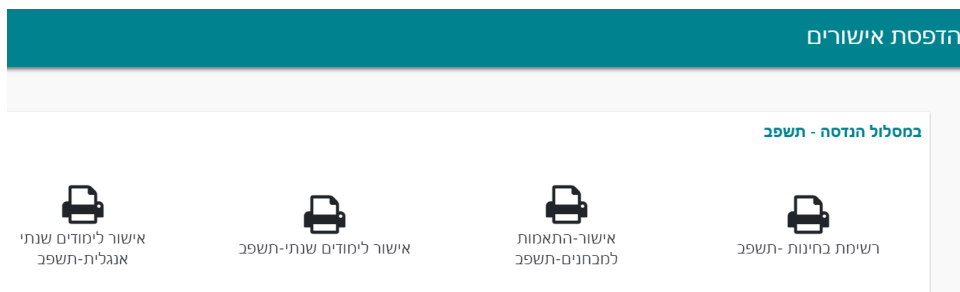 הדפסת אישורים
במסלול הנדסה - תשפב
רשימת בחינות -תשפב
אישור-התאמות
למבחנים-תשפב
אישור לימודים שנתי-תשפב
אישור לימודים שנתי
אנגלית-תשפב